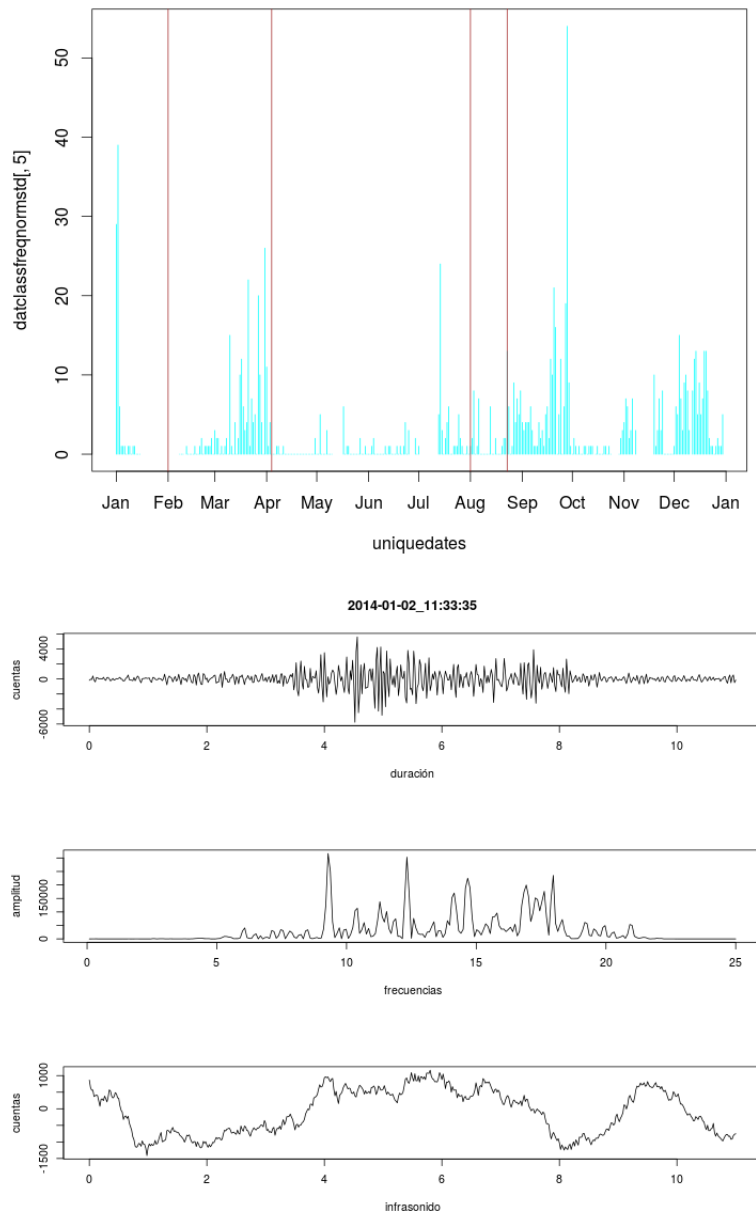 datclassfreqnormstd[, 5]
50
40
30
20
10
0
Jan Feb Mar Apr May Jun Jul Aug Sep Oct Nov Dec Jan
uniquedates
2014-01-02_11:33:35
cuentas
4000
0
-6000
0 2 4 6 8 10
duración
amplitud
150000
0
0 5 10 15 20 25
frecuencias
cuentas
1000
0
-1500
0 2 4 6 8 10
infrasonido